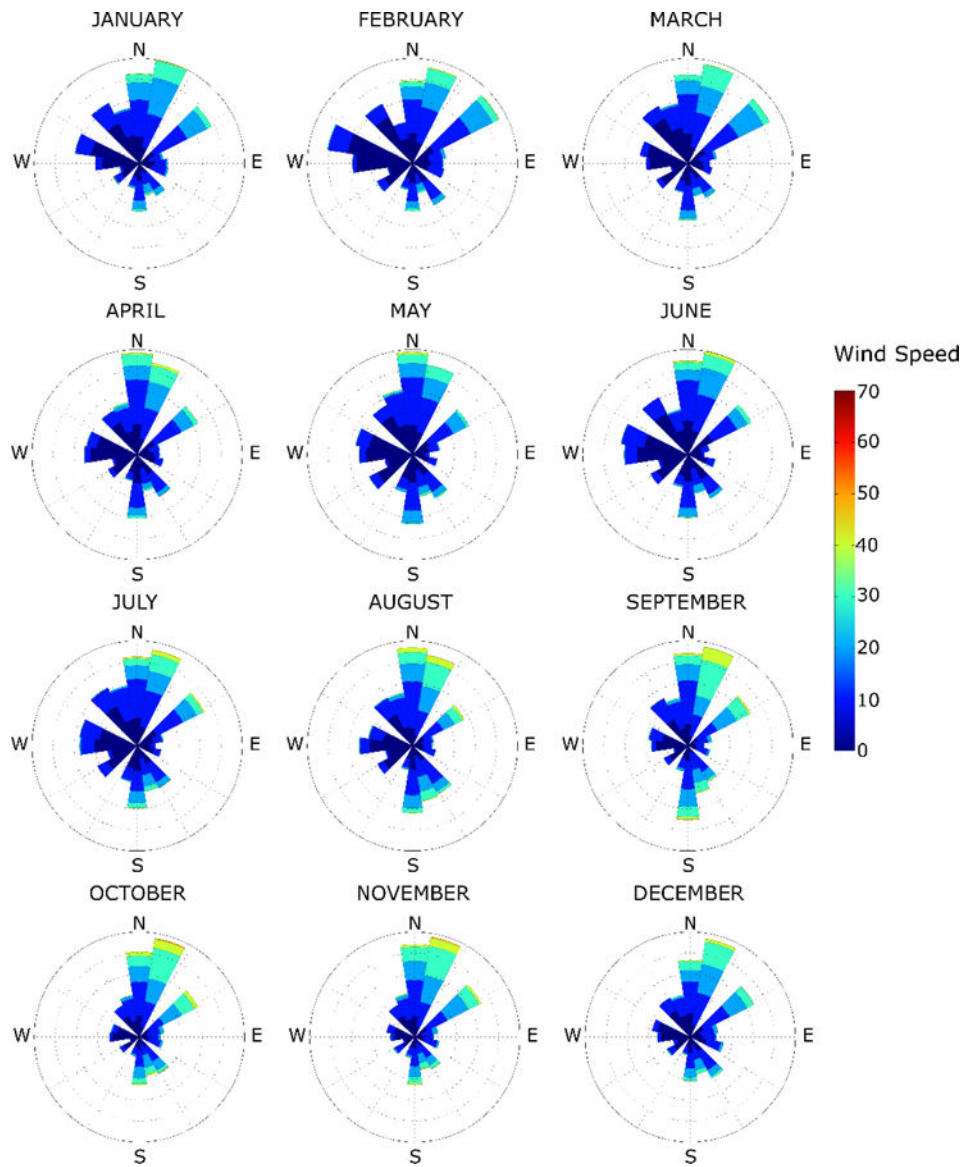 JANUARY FEBRUARY MARCH
N N N
W E W E W E
S S S
APRIL MAY JUNE
N N N
W E W E W E
S S S
Wind Speed
70
60
50
40
30
20
10
0
JULY AUGUST SEPTEMBER
N N N
W E W E W E
S S S
OCTOBER NOVEMBER DECEMBER
N N N
W E W E W E
S S S